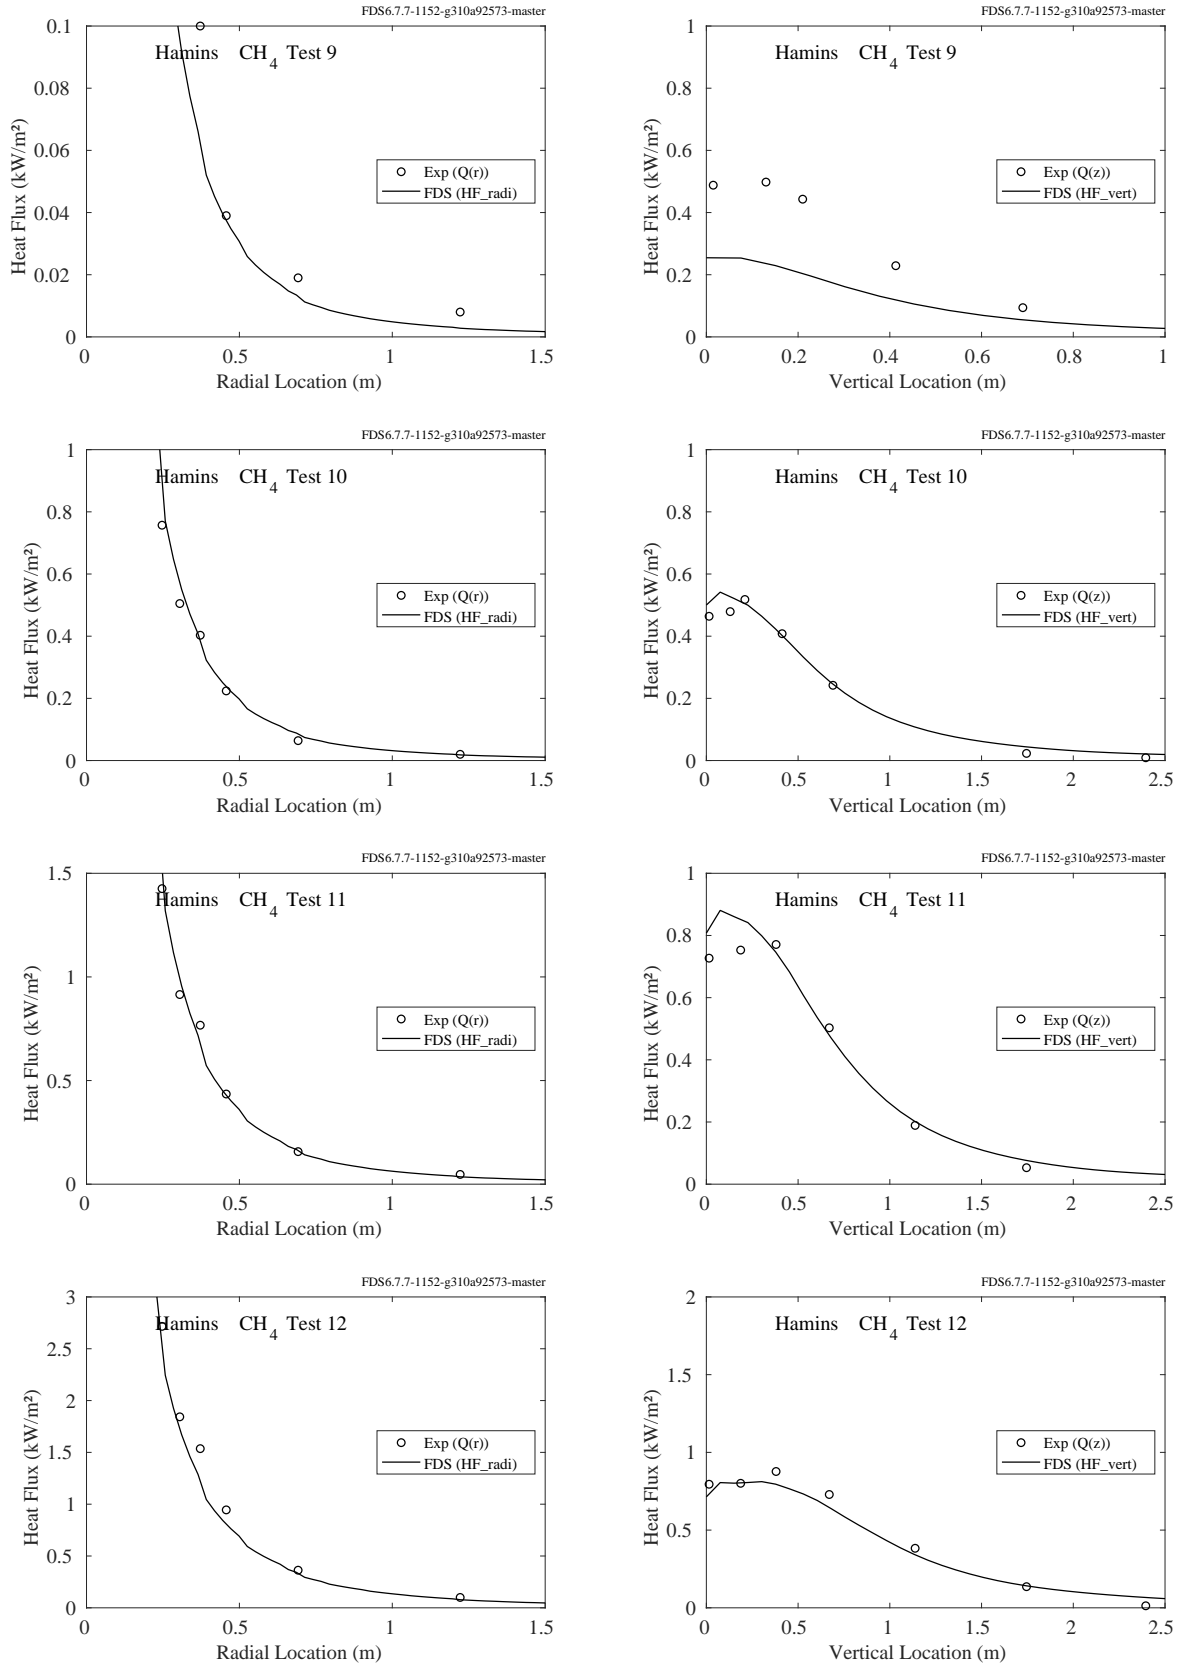 FDS6.7.7-1152-g310a92573-master
Hamins CH4 Test 9
Heat Flux (kW/m²)
0.1
0.08
0.06
0.04
0.02
0
Exp (Q(r))
FDS (HF_radi)
0 0.5 1 1.5
Radial Location (m)
FDS6.7.7-1152-g310a92573-master
Hamins CH4 Test 9
Heat Flux (kW/m²)
1
0.8
0.6
0.4
0.2
0
Exp (Q(z))
FDS (HF_vert)
0 0.2 0.4 0.6 0.8 1
Vertical Location (m)
FDS6.7.7-1152-g310a92573-master
Hamins CH4 Test 10
Heat Flux (kW/m²)
1
0.8
0.6
0.4
0.2
0
Exp (Q(r))
FDS (HF_radi)
0 0.5 1 1.5
Radial Location (m)
FDS6.7.7-1152-g310a92573-master
Hamins CH4 Test 10
Heat Flux (kW/m²)
1
0.8
0.6
0.4
0.2
0
Exp (Q(z))
FDS (HF_vert)
0 0.5 1 1.5 2 2.5
Vertical Location (m)
FDS6.7.7-1152-g310a92573-master
Hamins CH4 Test 11
Heat Flux (kW/m²)
1.5
1
0.5
0
Exp (Q(r))
FDS (HF_radi)
0 0.5 1 1.5
Radial Location (m)
FDS6.7.7-1152-g310a92573-master
Hamins CH4 Test 11
Heat Flux (kW/m²)
1
0.8
0.6
0.4
0.2
0
Exp (Q(z))
FDS (HF_vert)
0 0.5 1 1.5 2 2.5
Vertical Location (m)
FDS6.7.7-1152-g310a92573-master
Hamins CH4 Test 12
Heat Flux (kW/m²)
3
2.5
2
1.5
1
0.5
0
Exp (Q(r))
FDS (HF_radi)
0 0.5 1 1.5
Radial Location (m)
FDS6.7.7-1152-g310a92573-master
Hamins CH4 Test 12
Heat Flux (kW/m²)
2
1.5
1
0.5
0
Exp (Q(z))
FDS (HF_vert)
0 0.5 1 1.5 2 2.5
Vertical Location (m)